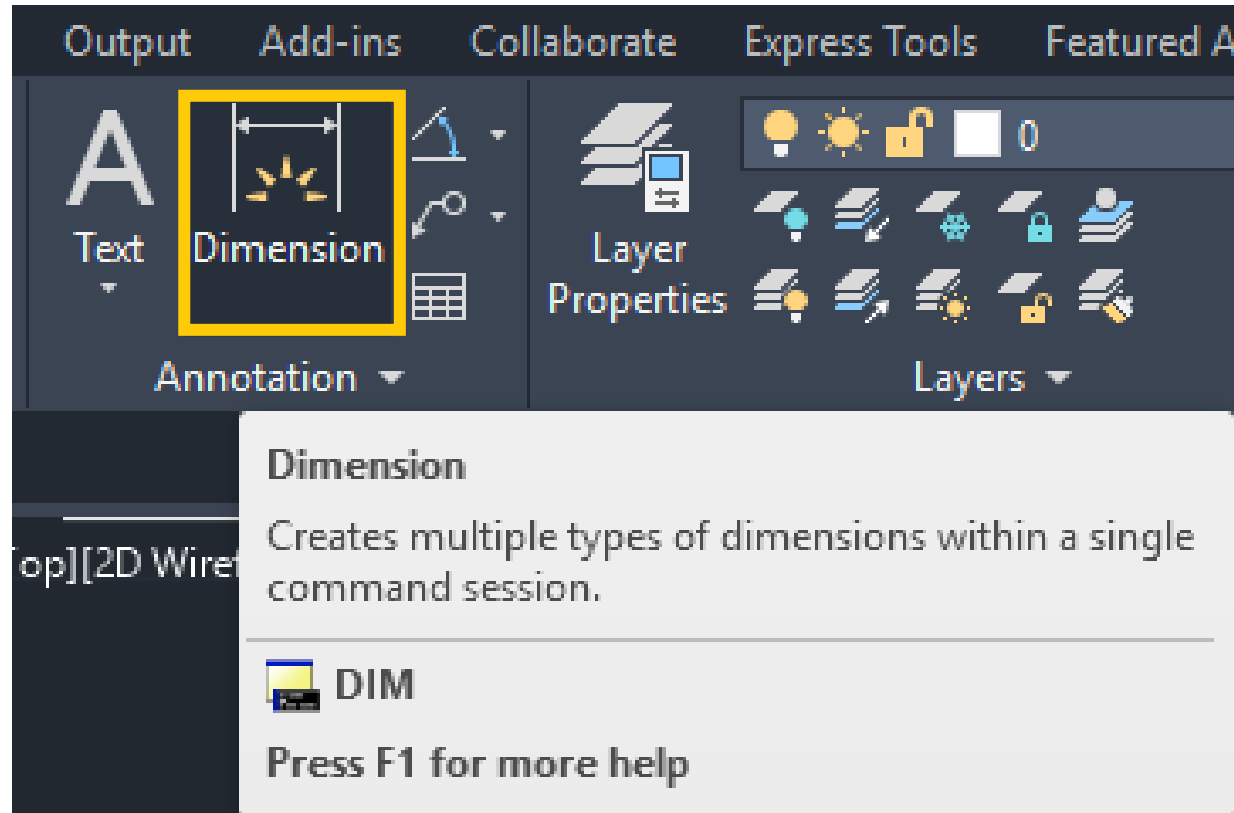 Output Add-ins Collaborate Express Tools Featured A
0
Text Dimension
Layer
Properties
Annotation Layers
Dimension
Creates multiple types of dimensions within a single
command session.
op][2D Wiref
DIM
Press F1 for more help